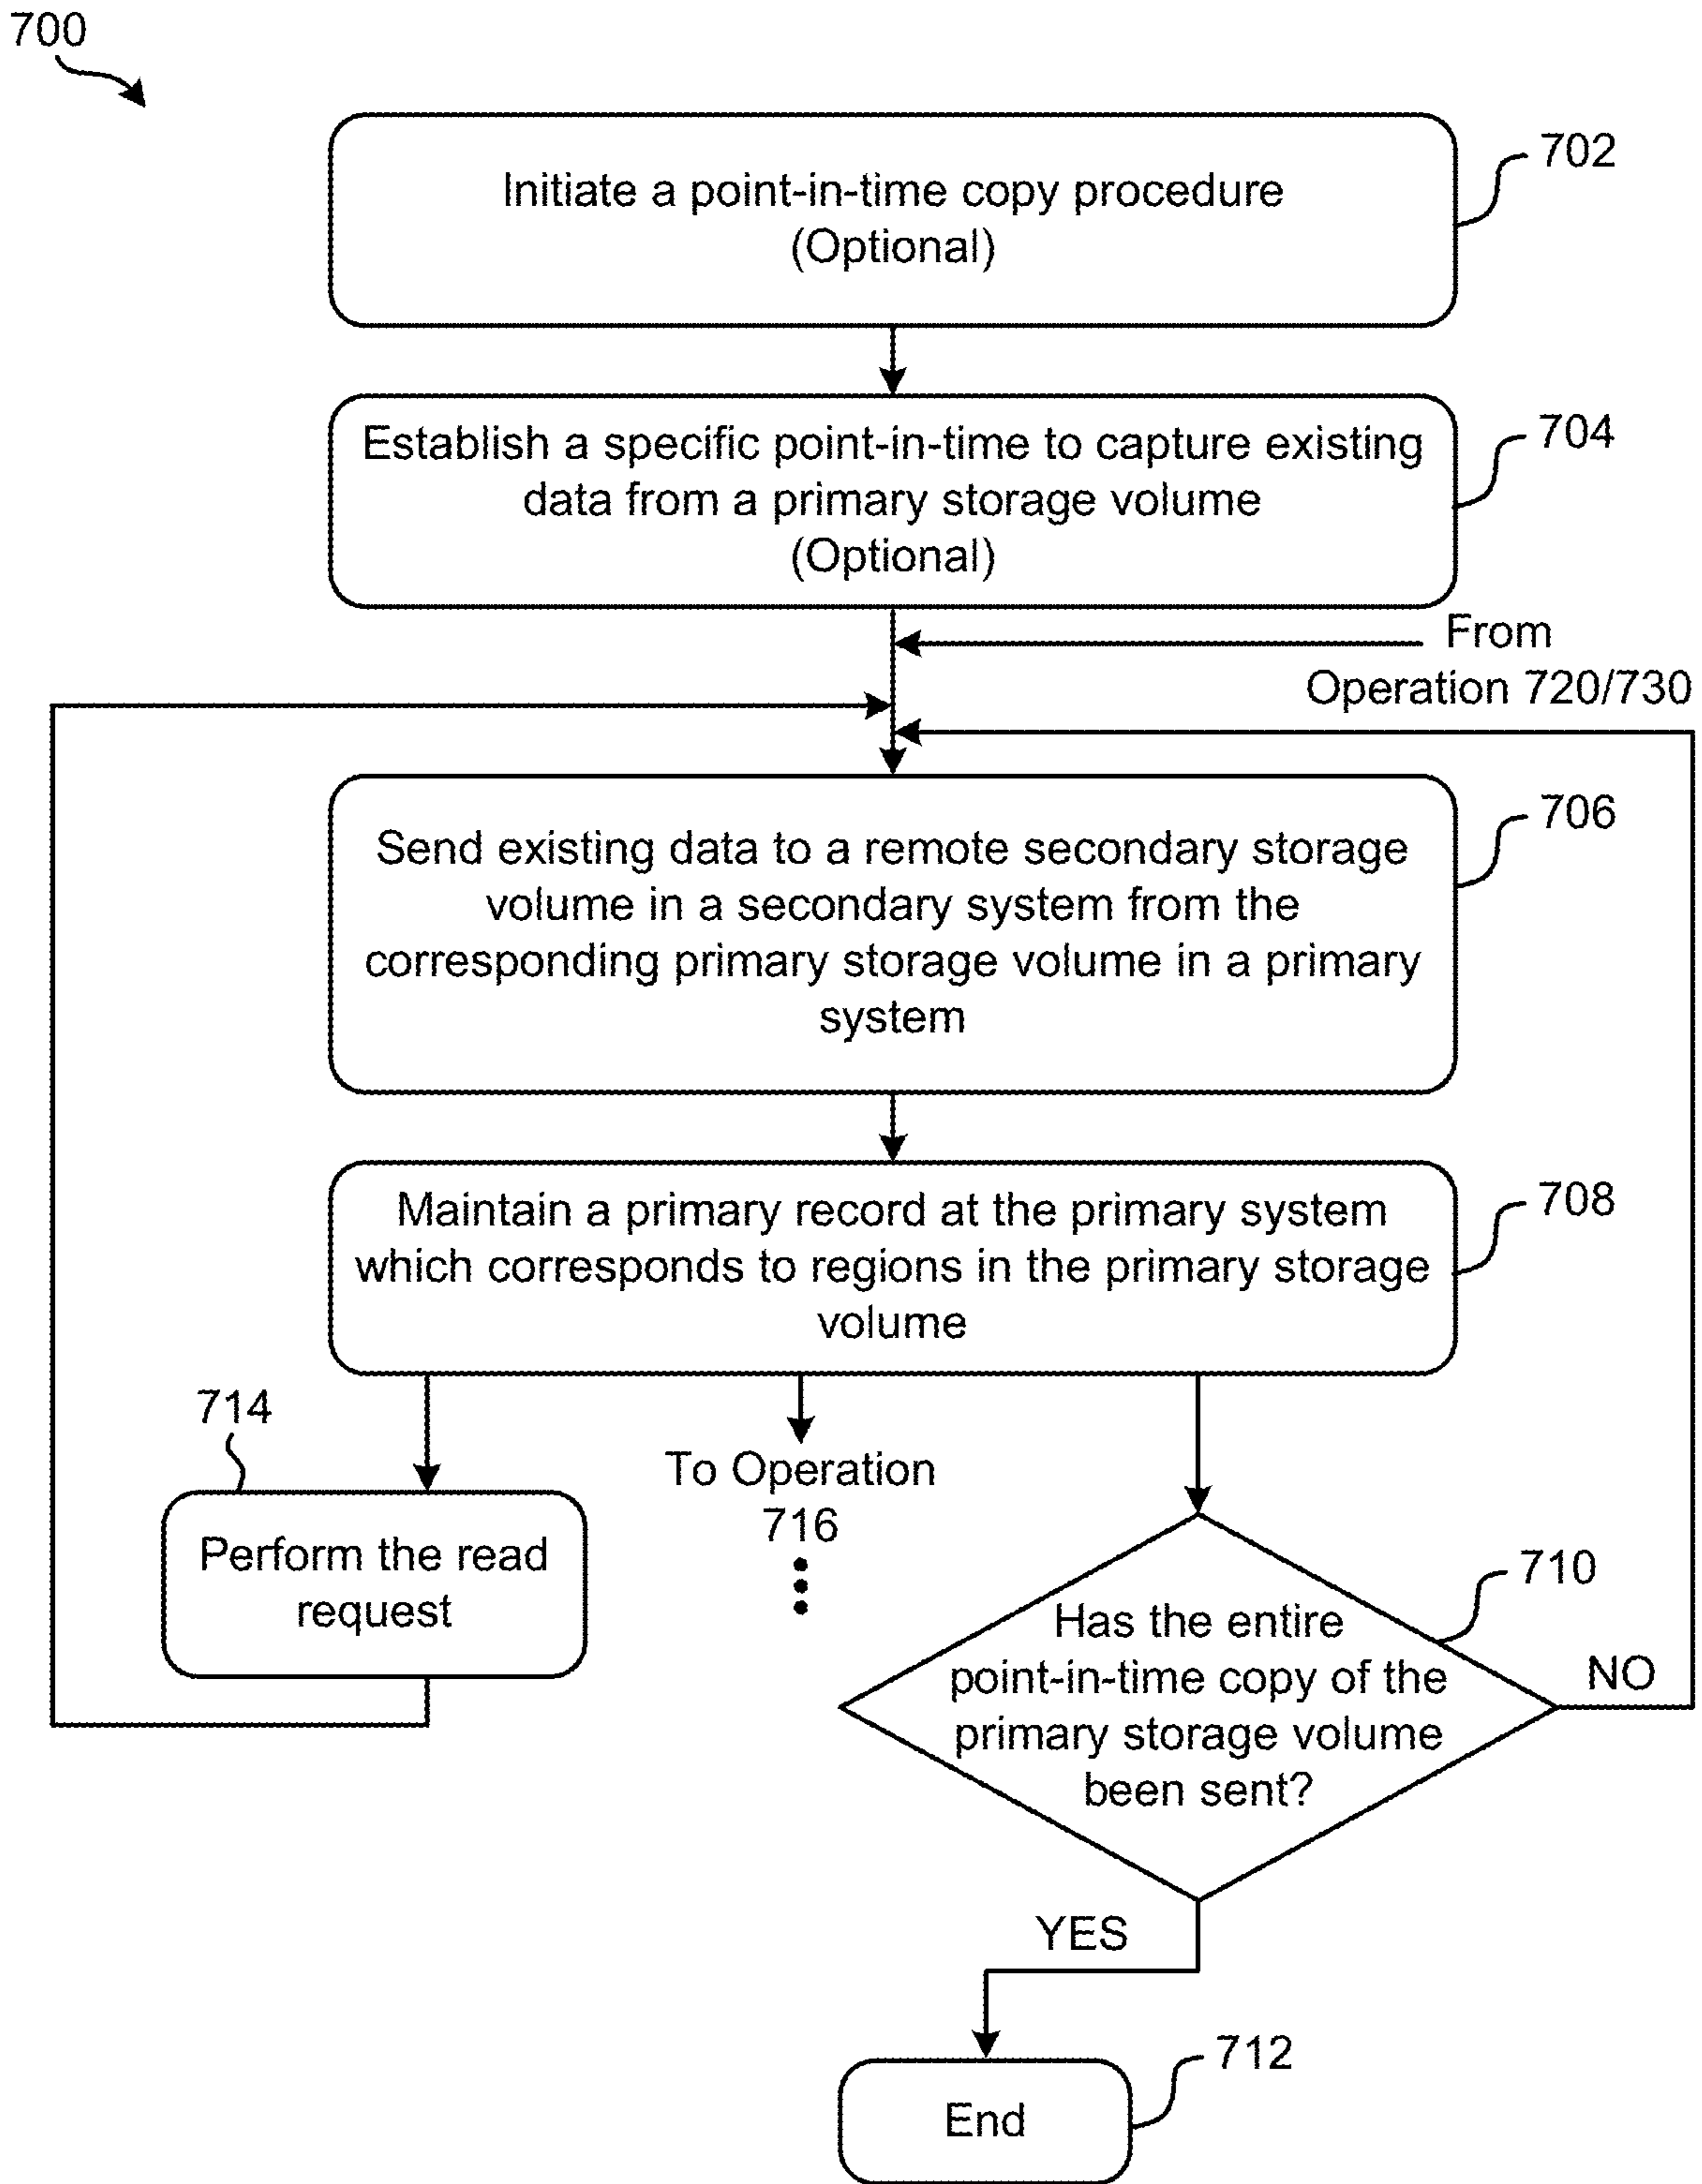 700
Initiate a point-in-time copy procedure
(Optional)
702
Establish a specific point-in-time to capture existing
data from a primary storage volume
(Optional)
704
From
Operation 720/730
Send existing data to a remote secondary storage
volume in a secondary system from the
corresponding primary storage volume in a primary
system
706
Maintain a primary record at the primary system
which corresponds to regions in the primary storage
volume
708
714
Perform the read
request
To Operation
716
710
Has the entire
point-in-time copy of the
primary storage volume
been sent?
NO
YES
End
712